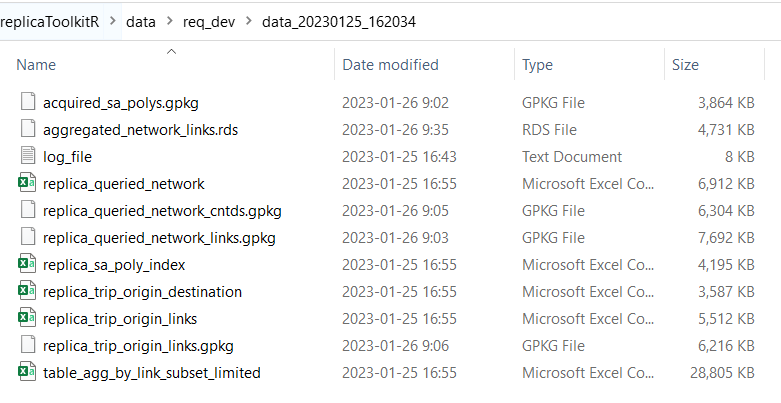 replicaToolkitR > data > req_dev > data_20230125_162034
Name Date modified Type Size
acquired_sa_polys.gpkg 2023-01-26 9:02 GPKG File 3,864 KB
aggregated_network_links.rds 2023-01-26 9:35 RDS File 4,731 KB
log_file 2023-01-25 16:43 Text Document 8 KB
replica_queried_network 2023-01-25 16:55 Microsoft Excel Co... 6,912 KB
replica_queried_network_cntds.gpkg 2023-01-26 9:05 GPKG File 6,304 KB
replica_queried_network_links.gpkg 2023-01-26 9:03 GPKG File 7,692 KB
replica_sa_poly_index 2023-01-25 16:55 Microsoft Excel Co... 4,195 KB
replica_trip_origin_destination 2023-01-25 16:55 Microsoft Excel Co... 3,587 KB
replica_trip_origin_links 2023-01-25 16:55 Microsoft Excel Co... 5,512 KB
replica_trip_origin_links.gpkg 2023-01-26 9:06 GPKG File 6,216 KB
table_agg_by_link_subset_limited 2023-01-25 16:55 Microsoft Excel Co... 28,805 KB